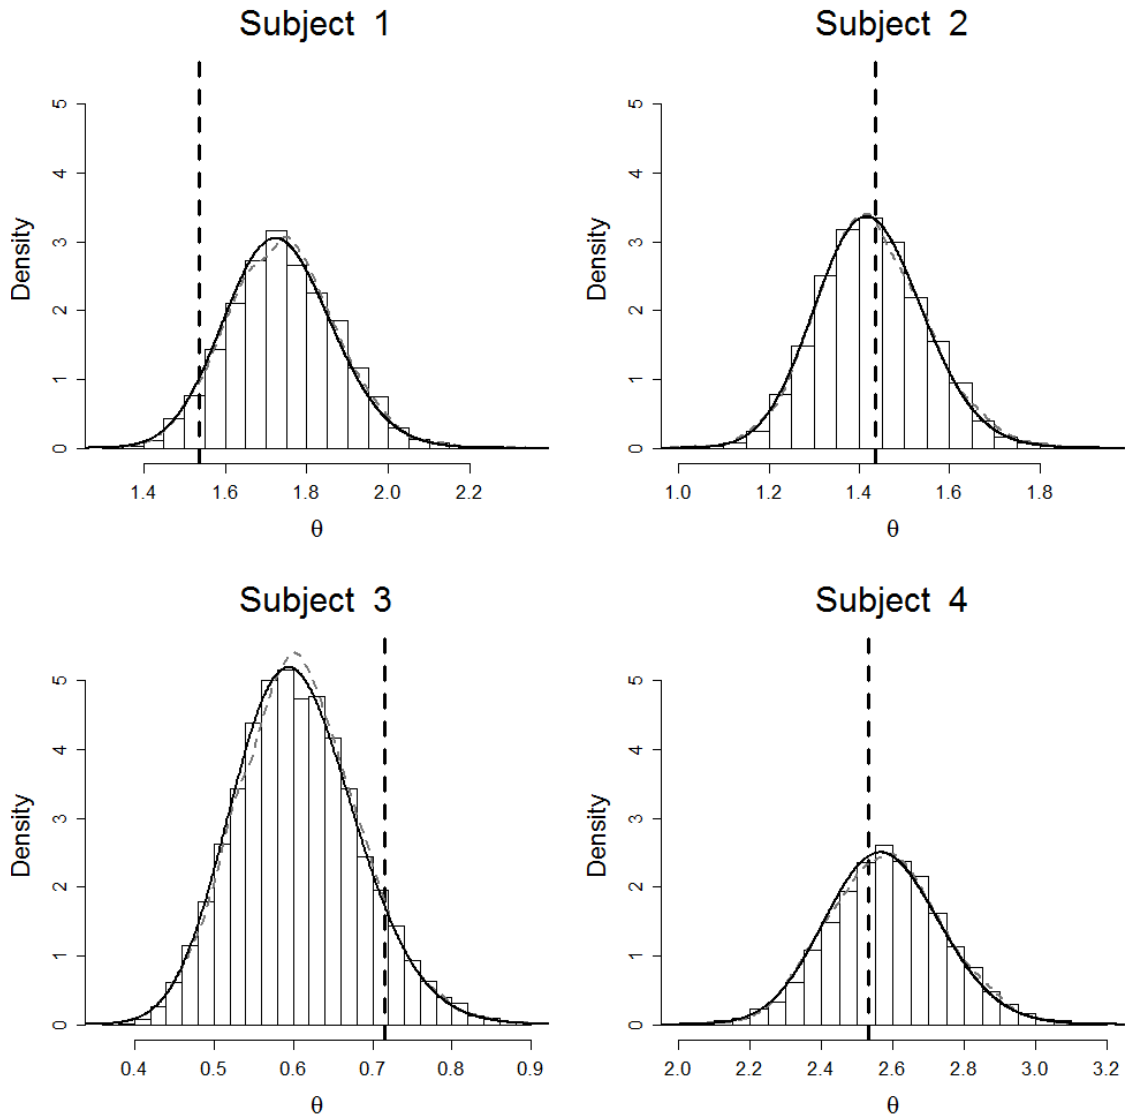 Subject 1
Density
0 1 2 3 4 5
1.4 1.6 1.8 2.0 2.2
θ
Subject 2
Density
0 1 2 3 4 5
1.0 1.2 1.4 1.6 1.8
θ
Subject 3
Density
0 1 2 3 4 5
0.4 0.5 0.6 0.7 0.8 0.9
θ
Subject 4
Density
0 1 2 3 4 5
2.0 2.2 2.4 2.6 2.8 3.0 3.2
θ